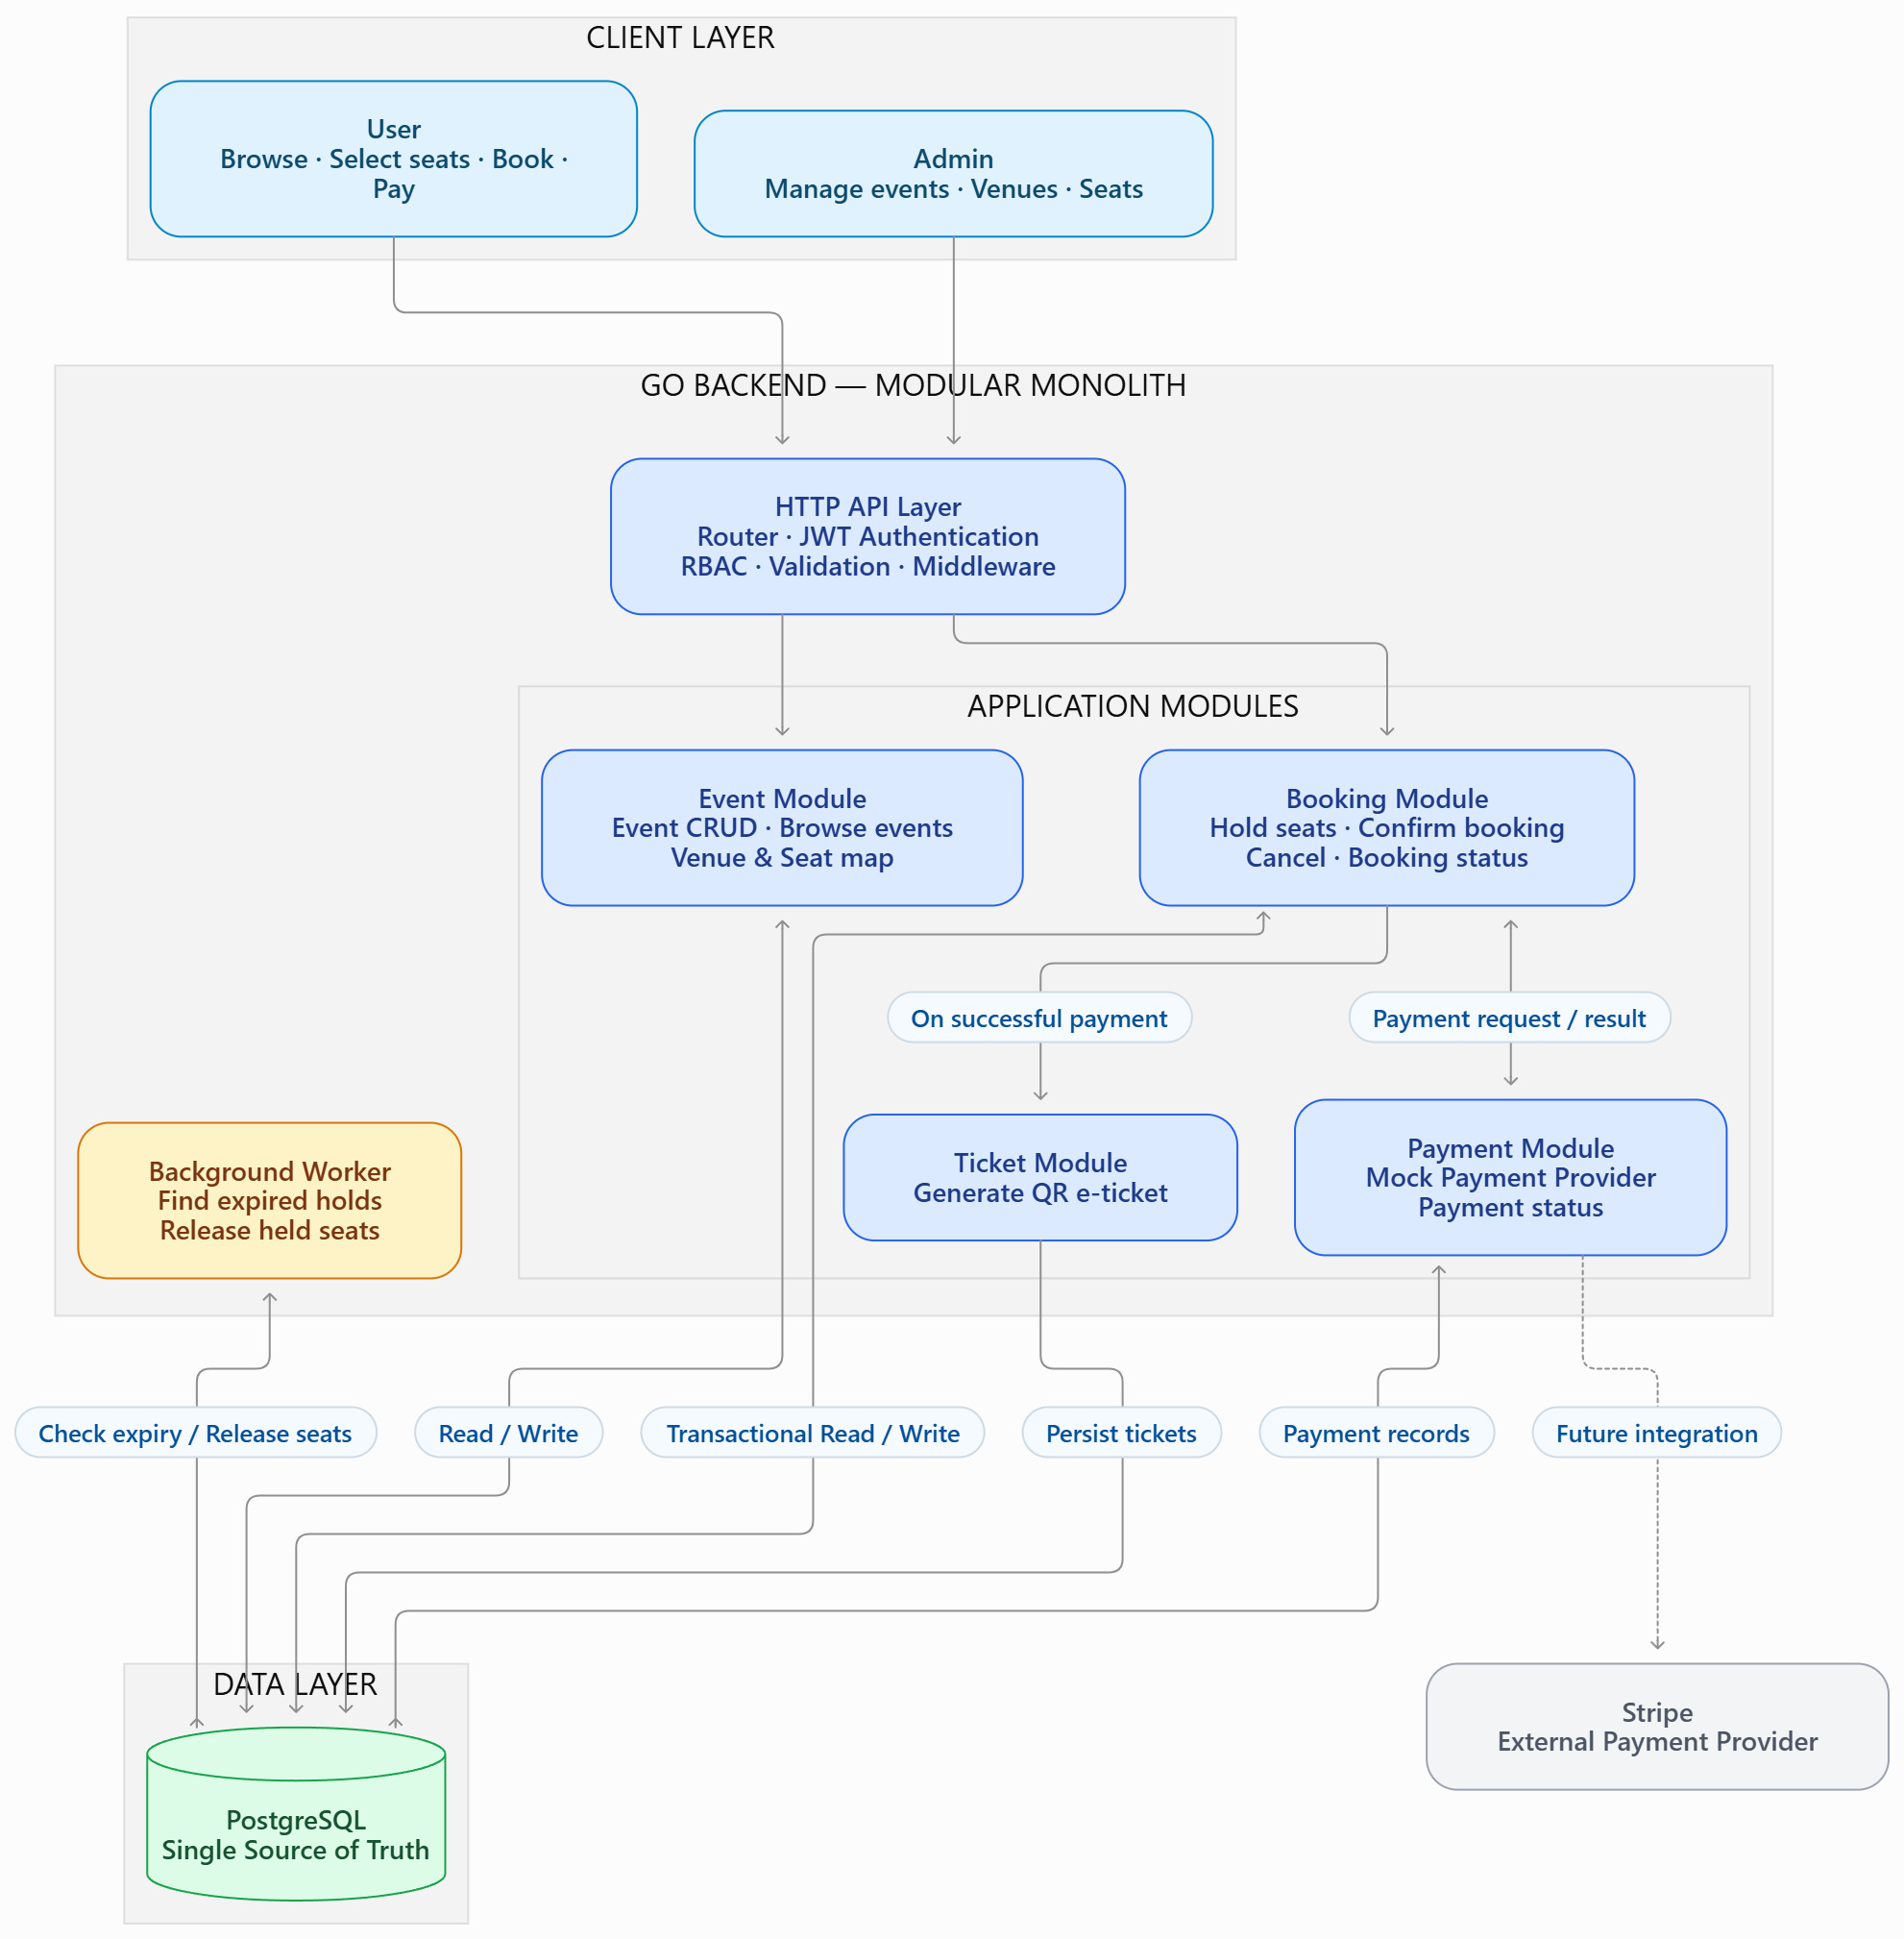 CLIENT LAYER
User
Browse · Select seats · Book ·
Pay
Admin
Manage events · Venues · Seats
GO BACKEND — MODULAR MONOLITH
HTTP API Layer
Router · JWT Authentication
RBAC · Validation · Middleware
APPLICATION MODULES
Event Module
Event CRUD · Browse events
Venue & Seat map
Booking Module
Hold seats · Confirm booking
Cancel · Booking status
On successful payment
Payment request / result
Background Worker
Find expired holds
Release held seats
Ticket Module
Generate QR e-ticket
Payment Module
Mock Payment Provider
Payment status
Check expiry / Release seats
Read / Write
Transactional Read / Write
Persist tickets
Payment records
Future integration
DATA LAYER
PostgreSQL
Single Source of Truth
Stripe
External Payment Provider